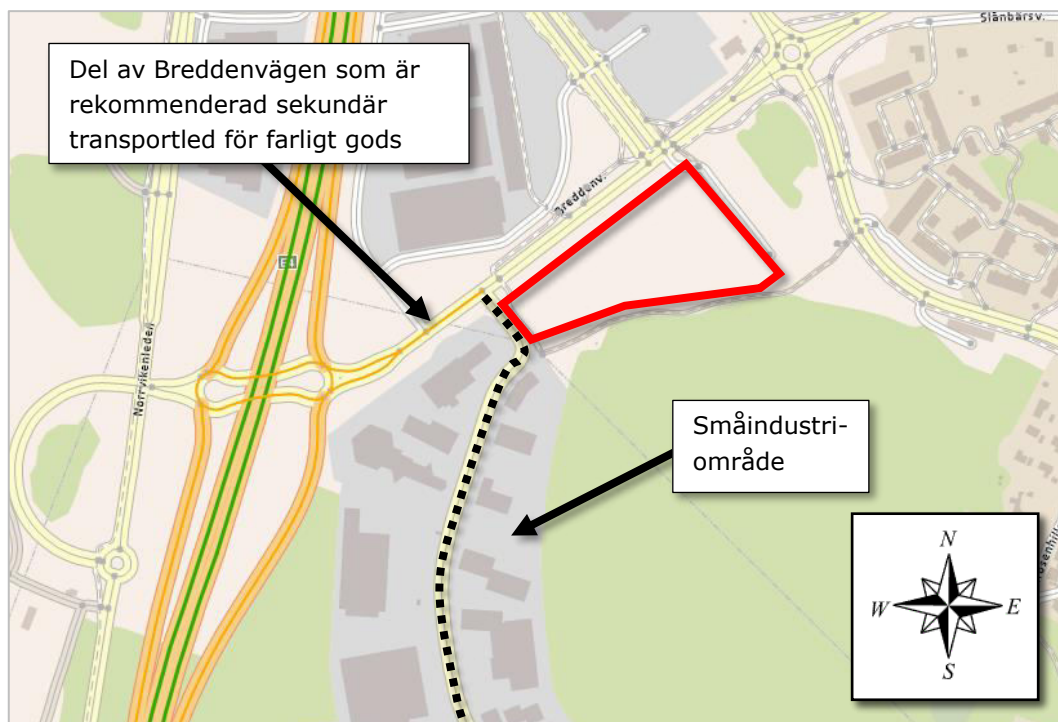 Slånbärsv.
Del av Breddenvägen som är
rekommenderad sekundär
transportled för farligt gods
Breddenv.
E4
Norrvikenleden
Småindustri-
område
N
W
E
S